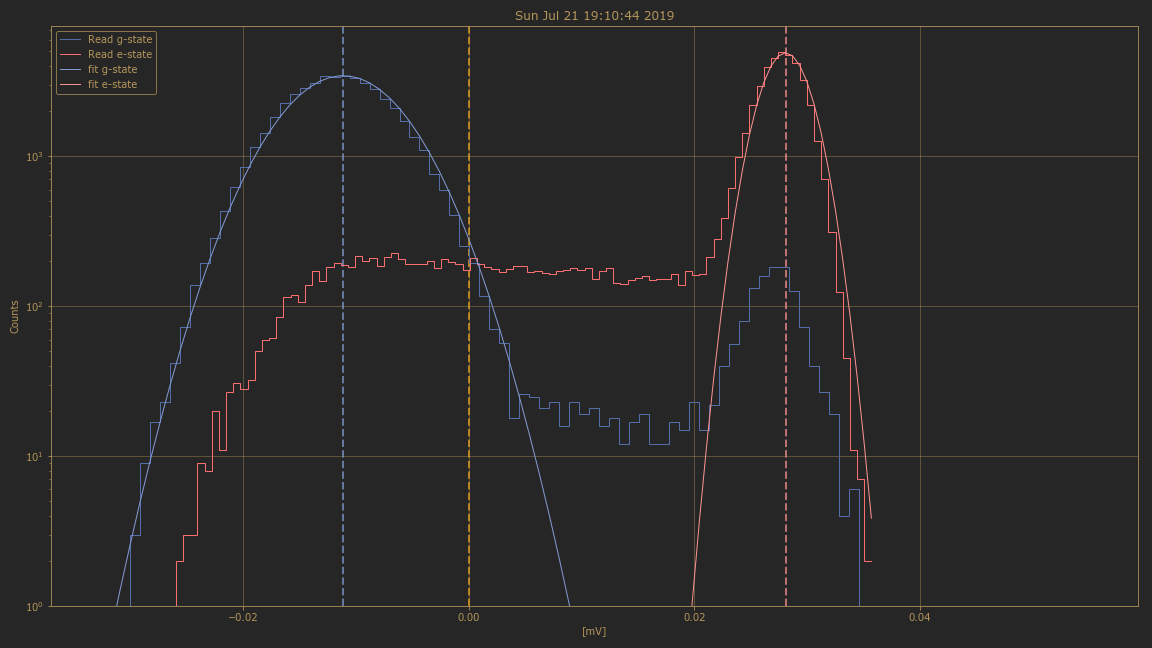 Sun Jul 21 19:10:44 2019
Read g-state
Read e-state
fit g-state
fit e-state
Counts
10³
10²
10¹
10⁰
−0.02
0.00
0.02
0.04
[mV]